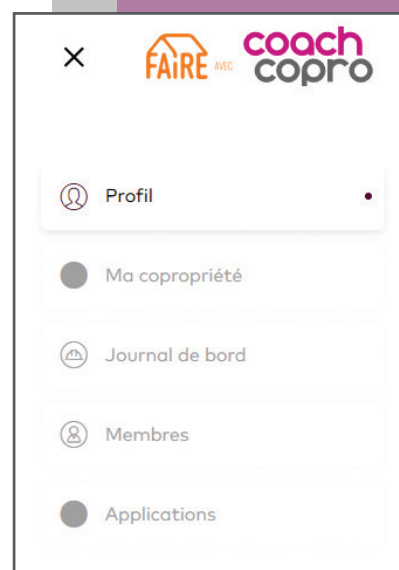 FAiRE AVEC coach copro
Profil
Ma copropriété
Journal de bord
Membres
Applications